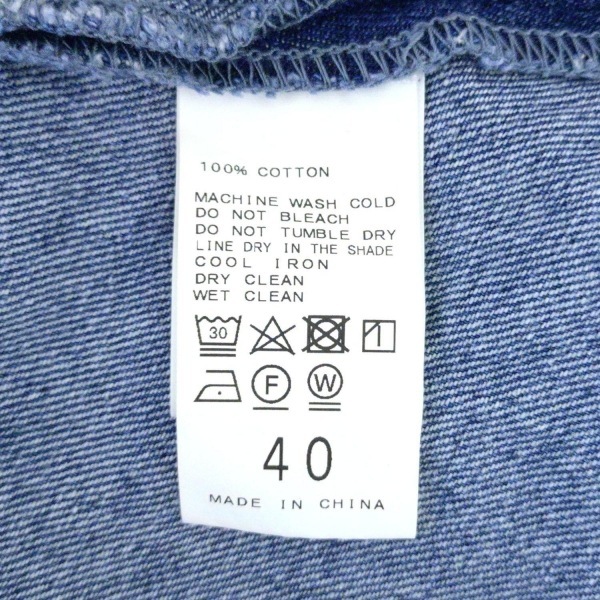 100% COTTON
MACHINE WASH COLD
DO NOT BLEACH
DO NOT TUMBLE DRY
LINE DRY IN THE SHADE
COOL IRON
DRY CLEAN
WET CLEAN
30
F W
40
MADE IN CHINA